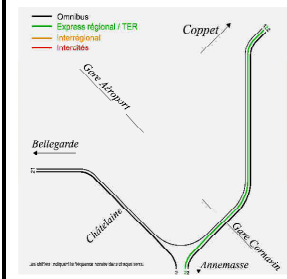 Omnibus
Express régional / TER
Interrégional
Intercités
Coppet
Gare Aéroport
Bellegarde
Châtelaine
Gare Cornavin
Annemasse